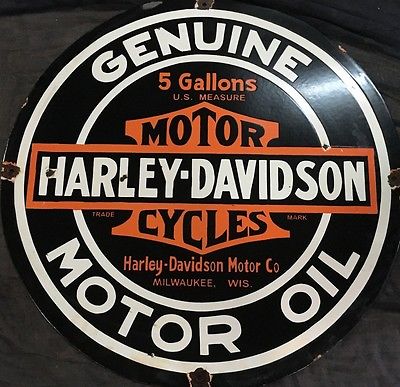 GENUINE
5 Gallons
U.S. MEASURE
MOTOR
HARLEY-DAVIDSON
TRADE MARK
CYCLES
Harley-Davidson Motor Co
MILWAUKEE, WIS.
MOTOR OIL